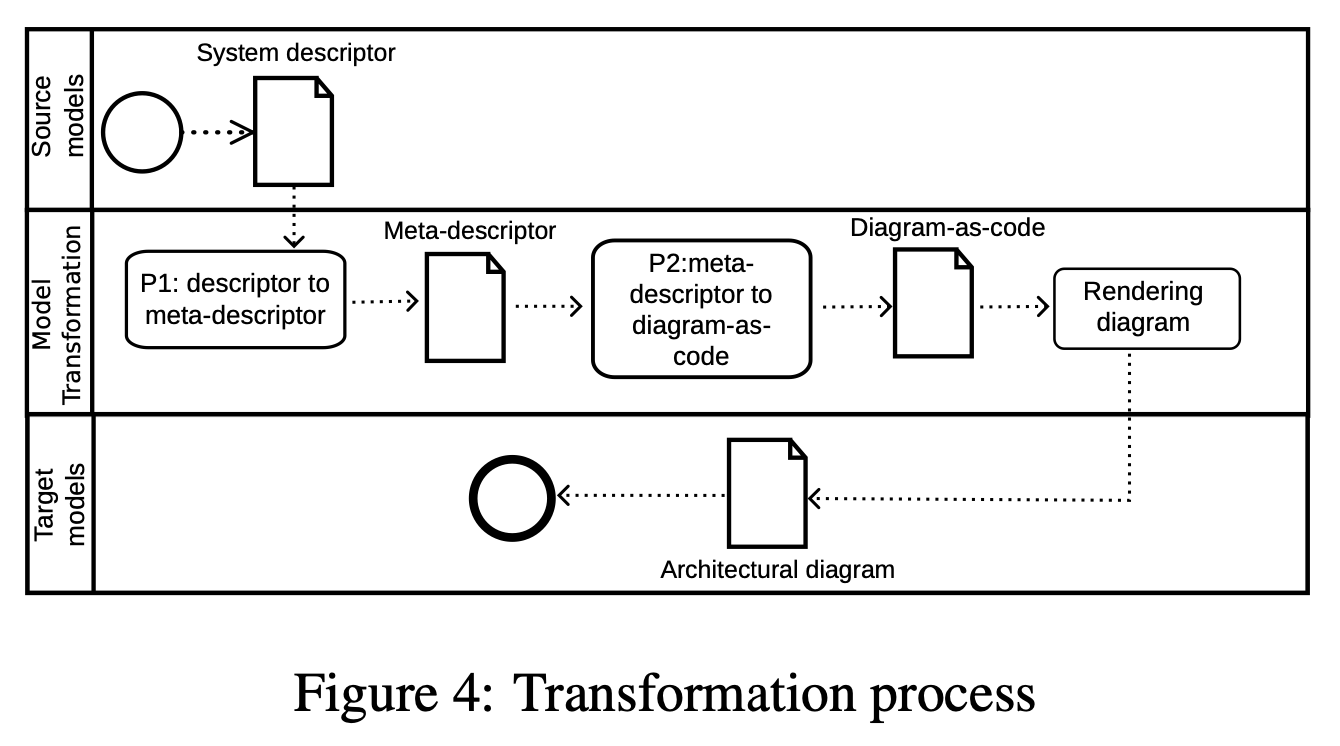 Source
models
System descriptor
Model
Transformation
P1: descriptor to
meta-descriptor
Meta-descriptor
P2:meta-
descriptor to
diagram-as-
code
Diagram-as-code
Rendering
diagram
Target
models
Architectural diagram
Figure 4: Transformation process